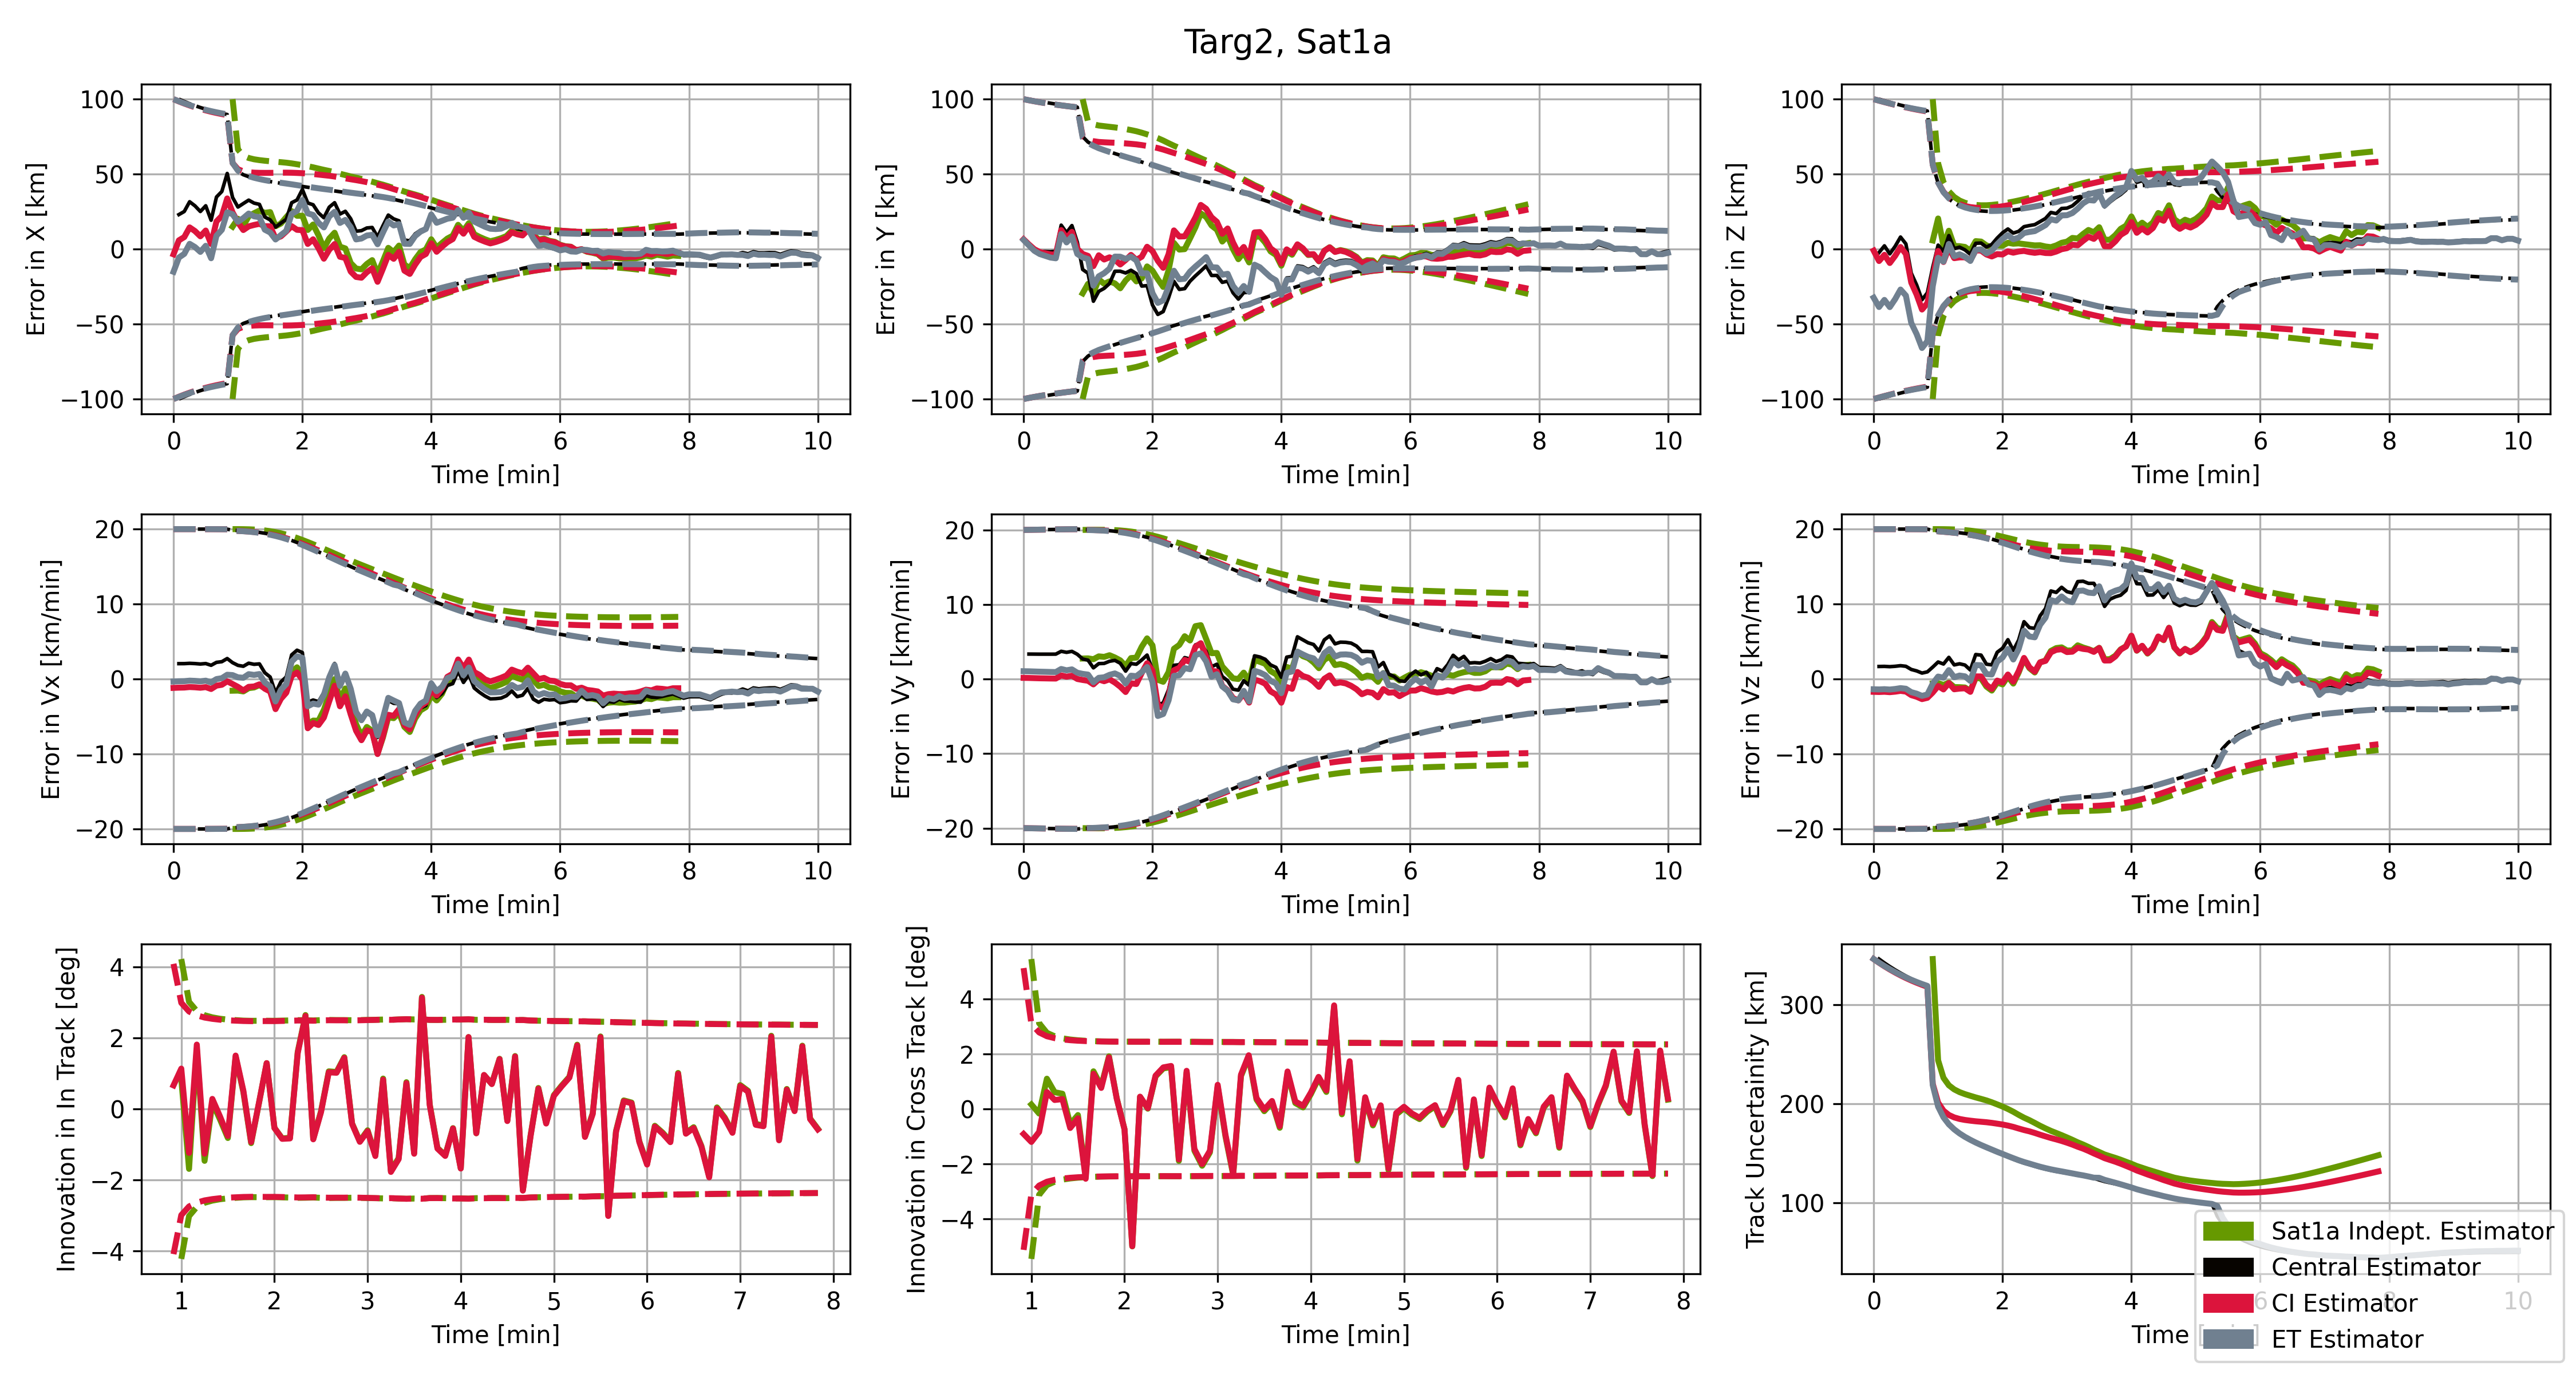 Targ2, Sat1a
Error in X [km]
100
50
0
−50
−100
0 2 4 6 8 10
Time [min]
Error in Y [km]
100
50
0
−50
−100
0 2 4 6 8 10
Time [min]
Error in Z [km]
100
50
0
−50
−100
0 2 4 6 8 10
Time [min]
Error in Vx [km/min]
20
10
0
−10
−20
0 2 4 6 8 10
Time [min]
Error in Vy [km/min]
20
10
0
−10
−20
0 2 4 6 8 10
Time [min]
Error in Vz [km/min]
20
10
0
−10
−20
0 2 4 6 8 10
Time [min]
Innovation in In Track [deg]
4
2
0
−2
−4
1 2 3 4 5 6 7 8
Time [min]
Innovation in Cross Track [deg]
4
2
0
−2
−4
1 2 3 4 5 6 7 8
Time [min]
Track Uncertainity [km]
300
200
100
0 2 4 6 8 10
Time
Sat1a Indept. Estimator
Central Estimator
CI Estimator
ET Estimator